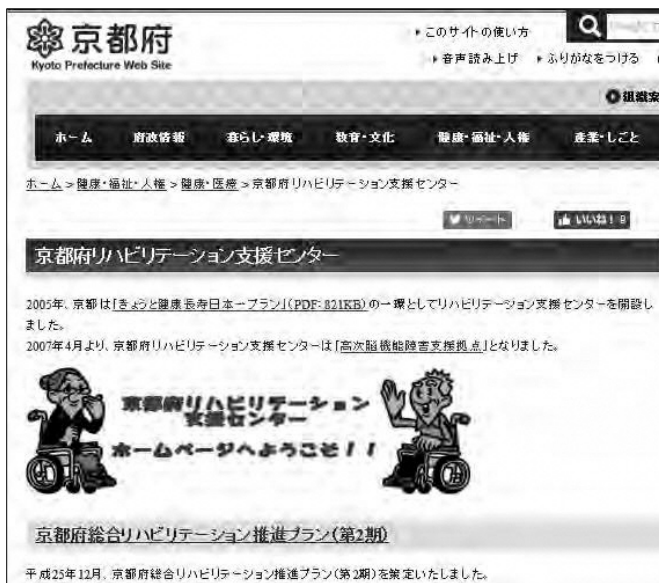 京都府
Kyoto Prefecture Web Site
このサイトの使い方
音声読み上げ ふりがなをつける
組織案
ホーム 府政情報 暮らし・環境 教育・文化 健康・福祉・人権 産業・しごと
ホーム > 健康・福祉・人権 > 健康・医療 > 京都府リハビリテーション支援センター
ツイート いいね! 8
京都府リハビリテーション支援センター
2005年、京都は「きょうと健康長寿日本一プラン」(PDF:821KB)の一環としてリハビリテーション支援センターを開設し
ました。
2007年4月より、京都府リハビリテーション支援センターは「高次脳機能障害支援拠点」となりました。
京都府リハビリテーション
支援センター
ホームページへようこそ!!
京都府総合リハビリテーション推進プラン(第2期)
平成25年12月、京都府総合リハビリテーション推進プラン(第2期)を策定いたしました。